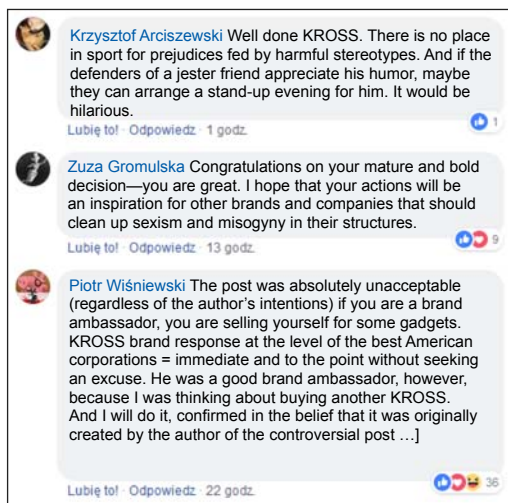 Krzysztof Arciszewski Well done KROSS. There is no place
in sport for prejudices fed by harmful stereotypes. And if the
defenders of a jester friend appreciate his humor, maybe
they can arrange a stand-up evening for him. It would be
hilarious.
Lubię to! · Odpowiedz · 1 godz.
1
Zuza Gromulska Congratulations on your mature and bold
decision—you are great. I hope that your actions will be
an inspiration for other brands and companies that should
clean up sexism and misogyny in their structures.
Lubię to! · Odpowiedz · 13 godz.
9
Piotr Wiśniewski The post was absolutely unacceptable
(regardless of the author's intentions) if you are a brand
ambassador, you are selling yourself for some gadgets.
KROSS brand response at the level of the best American
corporations = immediate and to the point without seeking
an excuse. He was a good brand ambassador, however,
because I was thinking about buying another KROSS.
And I will do it, confirmed in the belief that it was originally
created by the author of the controversial post …]
Lubię to! · Odpowiedz · 22 godz.
36